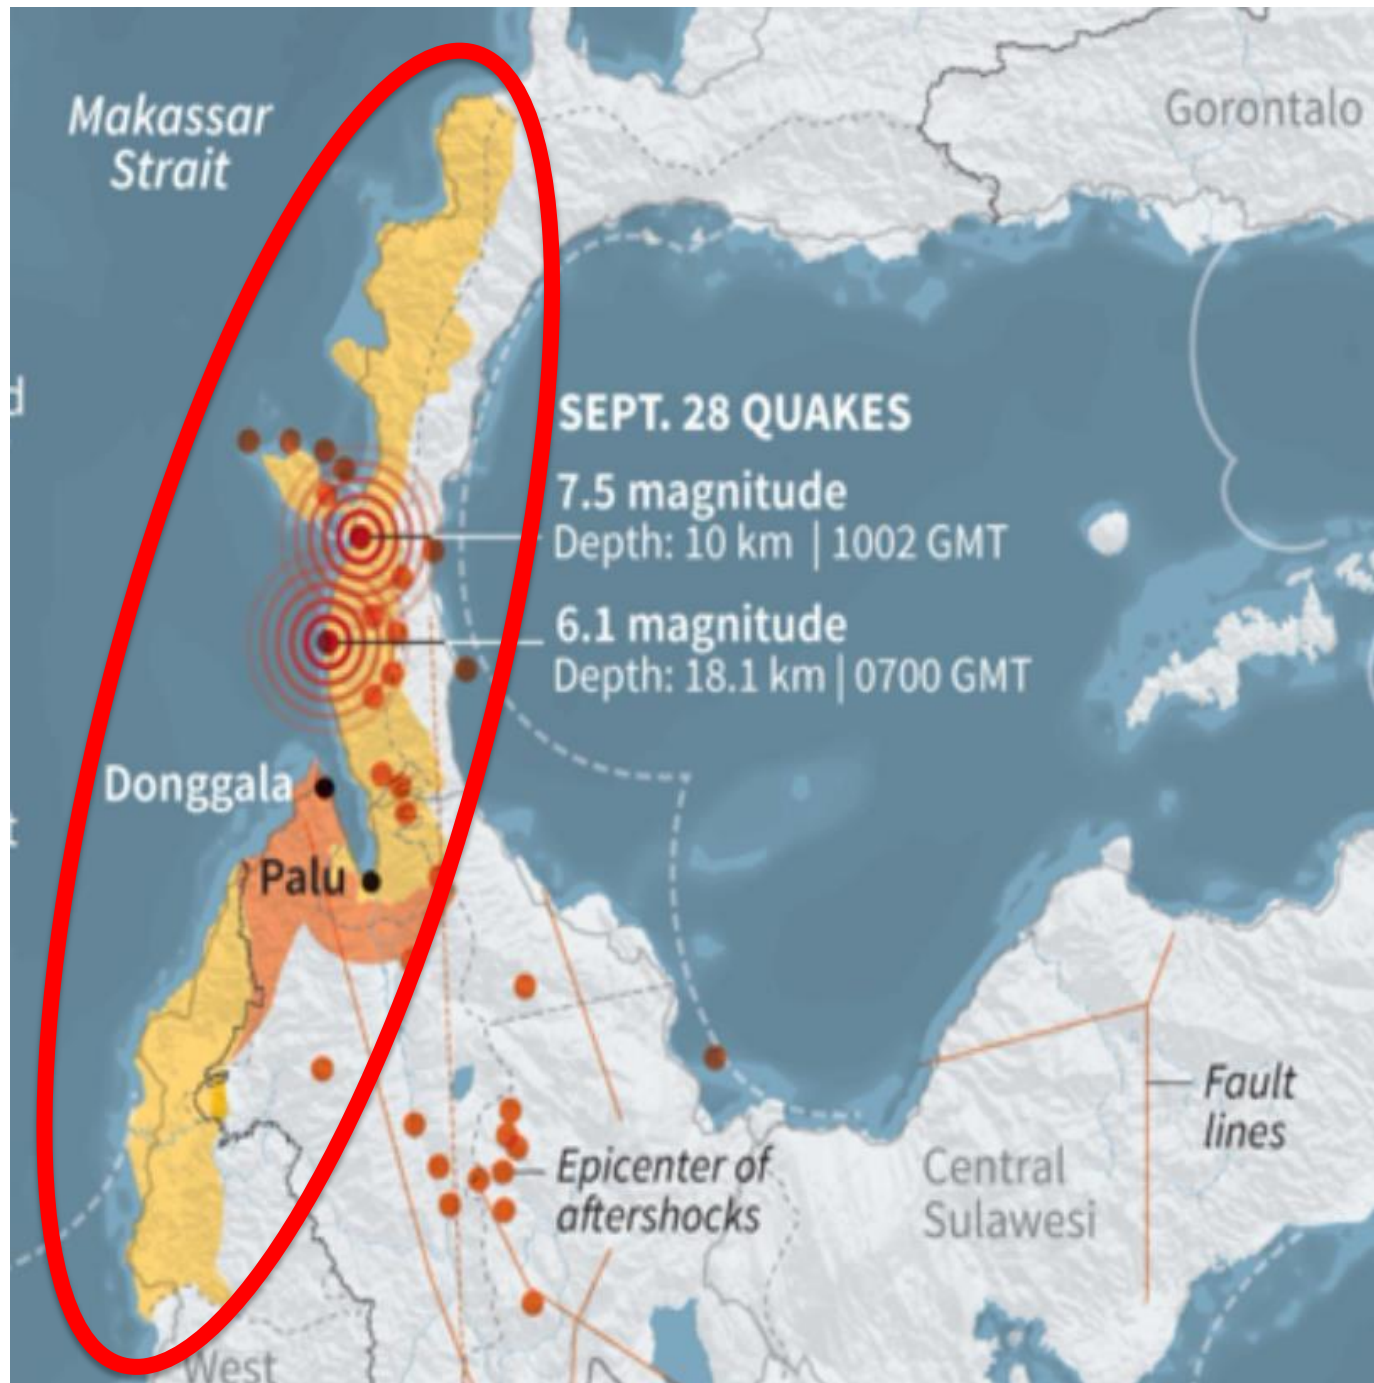 Makassar
Strait
Gorontalo
d
SEPT. 28 QUAKES
7.5 magnitude
Depth: 10 km | 1002 GMT
6.1 magnitude
Depth: 18.1 km | 0700 GMT
Donggala
t
Palu
Fault
lines
Epicenter of
aftershocks
Central
Sulawesi
West